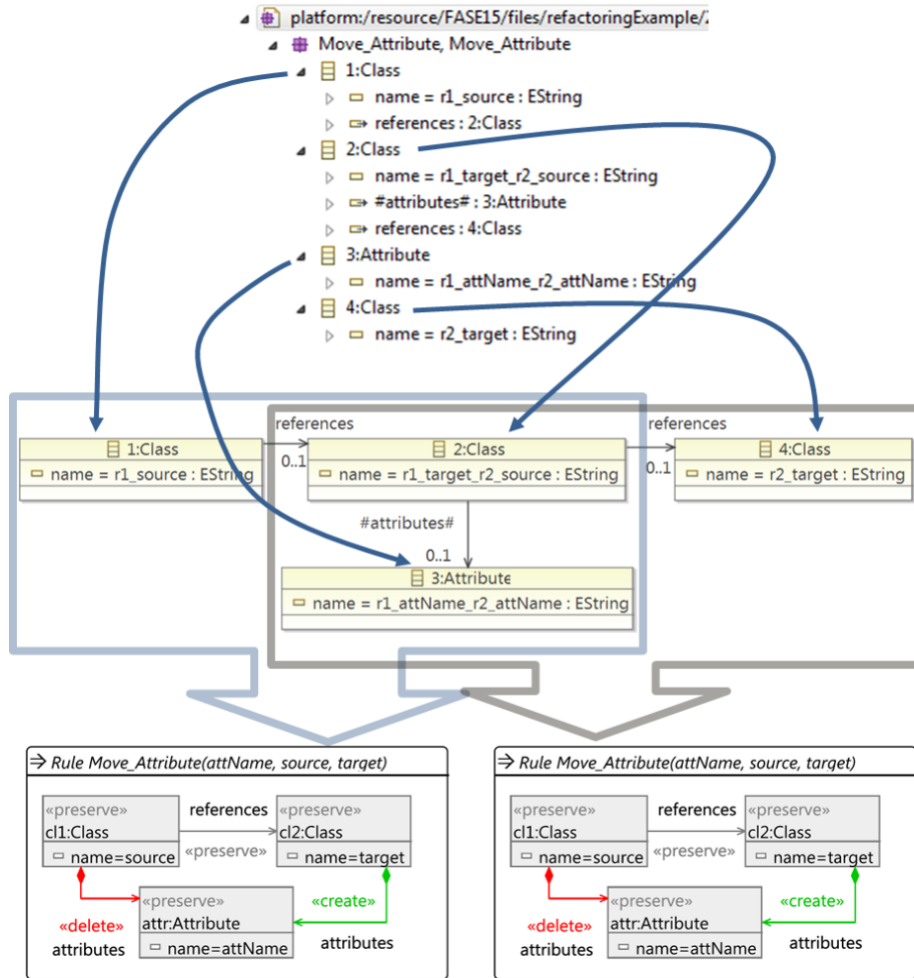 platform:/resource/FASE15/files/refactoringExample/
Move_Attribute, Move_Attribute
1:Class
name = r1_source : EString
references : 2:Class
2:Class
name = r1_target_r2_source : EString
#attributes# : 3:Attribute
references : 4:Class
3:Attribute
name = r1_attName_r2_attName : EString
4:Class
name = r2_target : EString
references
references
1:Class
name = r1_source : EString
0..1
2:Class
name = r1_target_r2_source : EString
0..1
4:Class
name = r2_target : EString
#attributes#
0..1
3:Attribute
name = r1_attName_r2_attName : EString
Rule Move_Attribute(attName, source, target)
«preserve»
cl1:Class
name=source
references
«preserve»
«preserve»
cl2:Class
name=target
«delete»
attributes
«preserve»
attr:Attribute
name=attName
«create»
attributes
Rule Move_Attribute(attName, source, target)
«preserve»
cl1:Class
name=source
references
«preserve»
«preserve»
cl2:Class
name=target
«delete»
attributes
«preserve»
attr:Attribute
name=attName
«create»
attributes